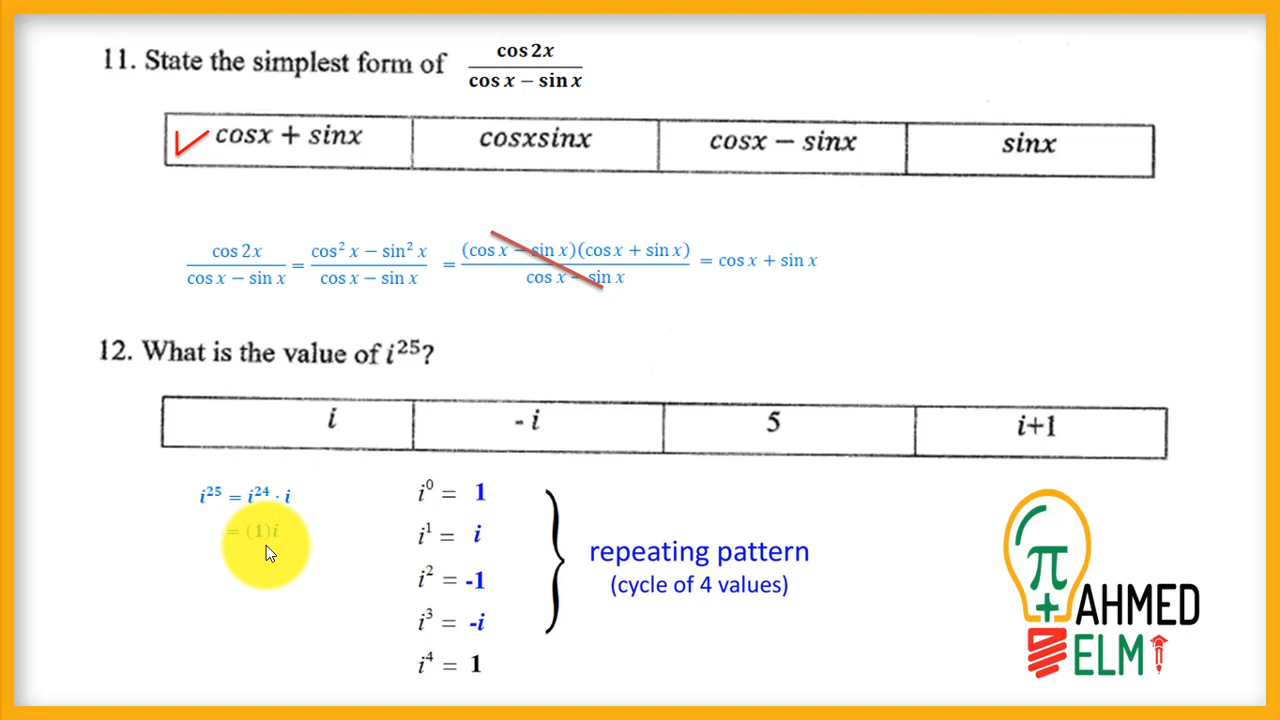 11. State the simplest form of cos 2x / cos x − sin x
cosx + sinx	cosxsinx	cosx − sinx	sinx
cos 2x / cos x − sin x = cos² x − sin² x / cos x − sin x = (cos x − sin x)(cos x + sin x) / cos x − sin x = cos x + sin x
12. What is the value of i²⁵?
i	- i	5	i+1
i²⁵ = i²⁴ · i
= (1)i
i⁰ = 1
i¹ = i
i² = -1
i³ = -i
i⁴ = 1
repeating pattern
(cycle of 4 values)
π
+
AHMED
ELMI